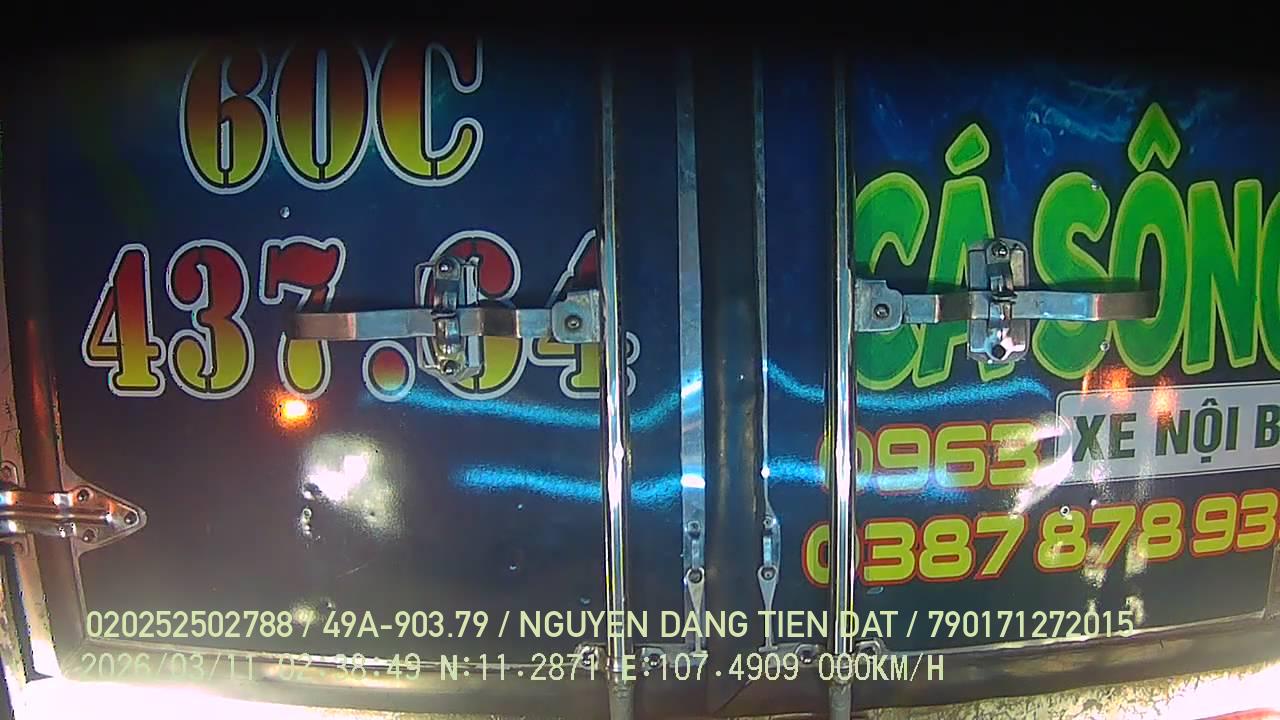 60C
437.64
CÁ SÔNG
XE NỘI B
0963
0387 878 93
020252502788 / 49A-903.79 / NGUYEN DANG TIEN DAT / 790171272015
2026/03/11 02:38:49 N:11.2871 E:107.4909 000KM/H